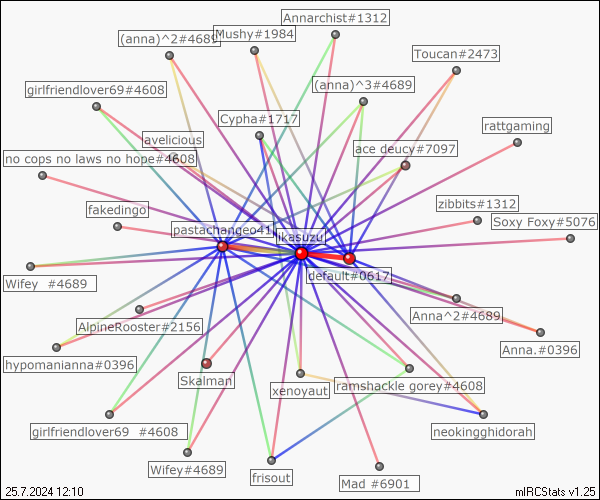 Annarchist#1312
(anna)^2#4689
Mushy#1984
Toucan#2473
girlfriendlover69#4608
(anna)^3#4689
Cypha#1717
rattgaming
avelicious
ace deucy#7097
no cops no laws no hope#4608
fakedingo
zibbits#1312
Soxy Foxy#5076
pastachangeo41
ikasuzu
default#0617
Wifey #4689
Anna^2#4689
AlpineRooster#2156
Anna.#0396
hypomanianna#0396
Skalman
xenoyaut
ramshackle gorey#4608
girlfriendlover69 #4608
neokingghidorah
Wifey#4689
frisout
Mad #6901
25.7.2024 12:10
mIRCStats v1.25